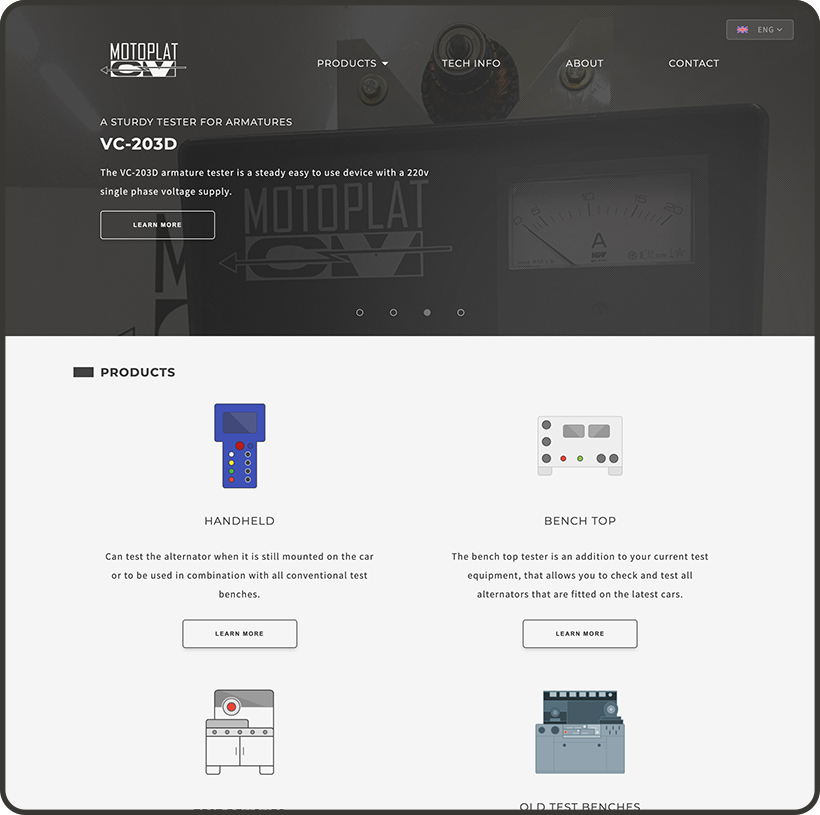 ENG
MOTOPLAT
CV
PRODUCTS
TECH INFO
ABOUT
CONTACT
A STURDY TESTER FOR ARMATURES
VC-203D
The VC-203D armature tester is a steady easy to use device with a 220v
single phase voltage supply.
LEARN MORE
MOTOPLAT
CV
A
PRODUCTS
HANDHELD
BENCH TOP
Can test the alternator when it is still mounted on the car
or to be used in combination with all conventional test
benches.
The bench top tester is an addition to your current test
equipment, that allows you to check and test all
alternators that are fitted on the latest cars.
LEARN MORE
LEARN MORE
OLD TEST BENCHES